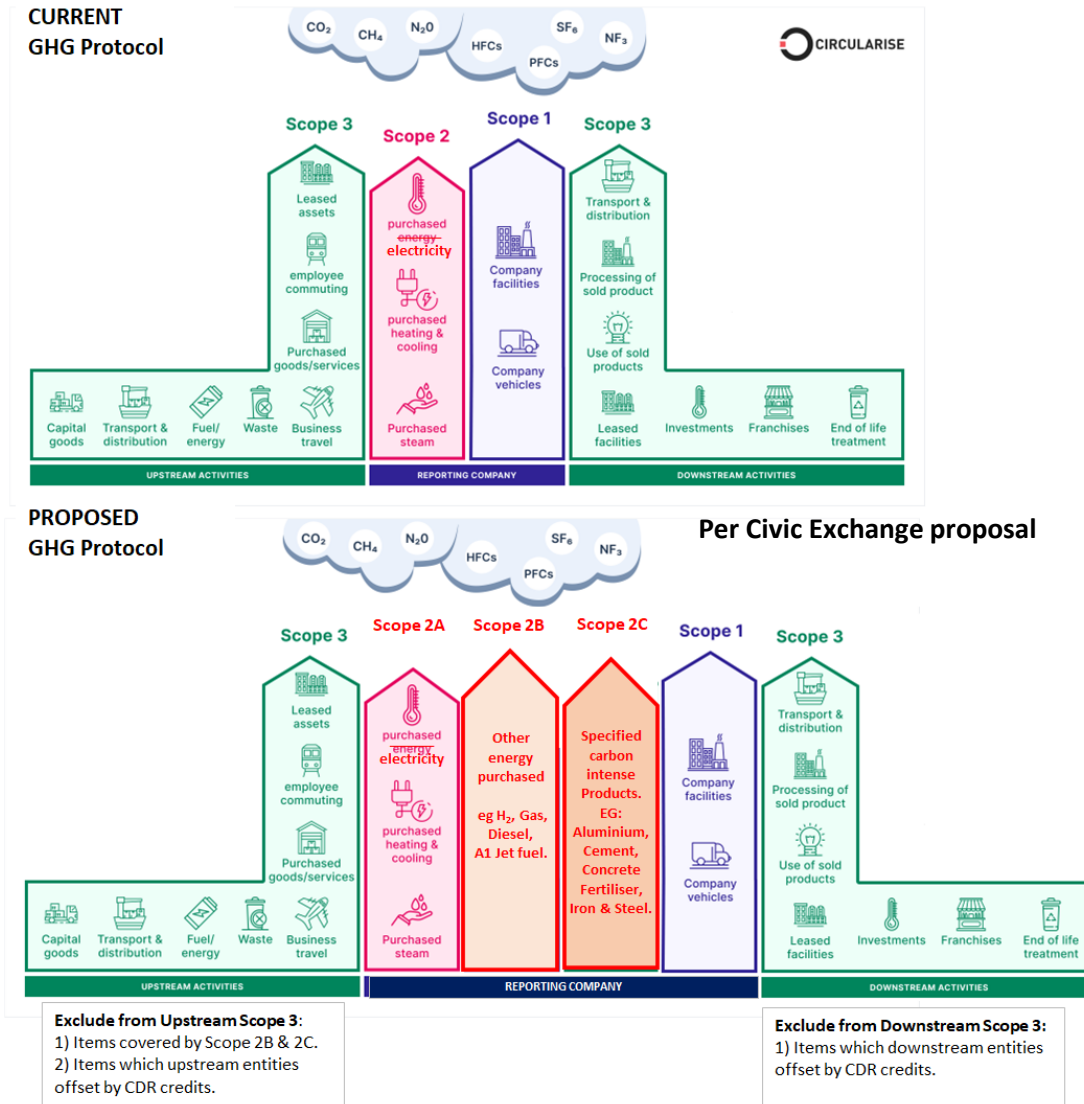 CURRENT
GHG Protocol
CO₂
CH₄
N₂O
HFCs
PFCs
SF₆
NF₃
CIRCULARISE
Scope 3
Scope 2
Scope 1
Scope 3
Leased
assets
employee
commuting
Purchased
goods/services
Capital
goods
Transport &
distribution
Fuel/
energy
Waste
Business
travel
purchased
energy
electricity
purchased
heating &
cooling
Purchased
steam
Company
facilities
Company
vehicles
Transport &
distribution
Processing of
sold product
Use of sold
products
Leased
facilities
Investments
Franchises
End of life
treatment
UPSTREAM ACTIVITIES
REPORTING COMPANY
DOWNSTREAM ACTIVITIES
PROPOSED
GHG Protocol
Per Civic Exchange proposal
CO₂
CH₄
N₂O
HFCs
PFCs
SF₆
NF₃
Scope 3
Scope 2A
Scope 2B
Scope 2C
Scope 1
Scope 3
Leased
assets
employee
commuting
Purchased
goods/services
Capital
goods
Transport &
distribution
Fuel/
energy
Waste
Business
travel
purchased
energy
electricity
purchased
heating &
cooling
Purchased
steam
Other
energy
purchased
eg H₂, Gas,
Diesel,
A1 Jet fuel.
Specified
carbon
intense
Products.
EG:
Aluminium,
Cement,
Concrete
Fertiliser,
Iron & Steel.
Company
facilities
Company
vehicles
Transport &
distribution
Processing of
sold product
Use of sold
products
Leased
facilities
Investments
Franchises
End of life
treatment
UPSTREAM ACTIVITIES
REPORTING COMPANY
DOWNSTREAM ACTIVITIES
Exclude from Upstream Scope 3:
1) Items covered by Scope 2B & 2C.
2) Items which upstream entities
offset by CDR credits.
Exclude from Downstream Scope 3:
1) Items which downstream entities
offset by CDR credits.